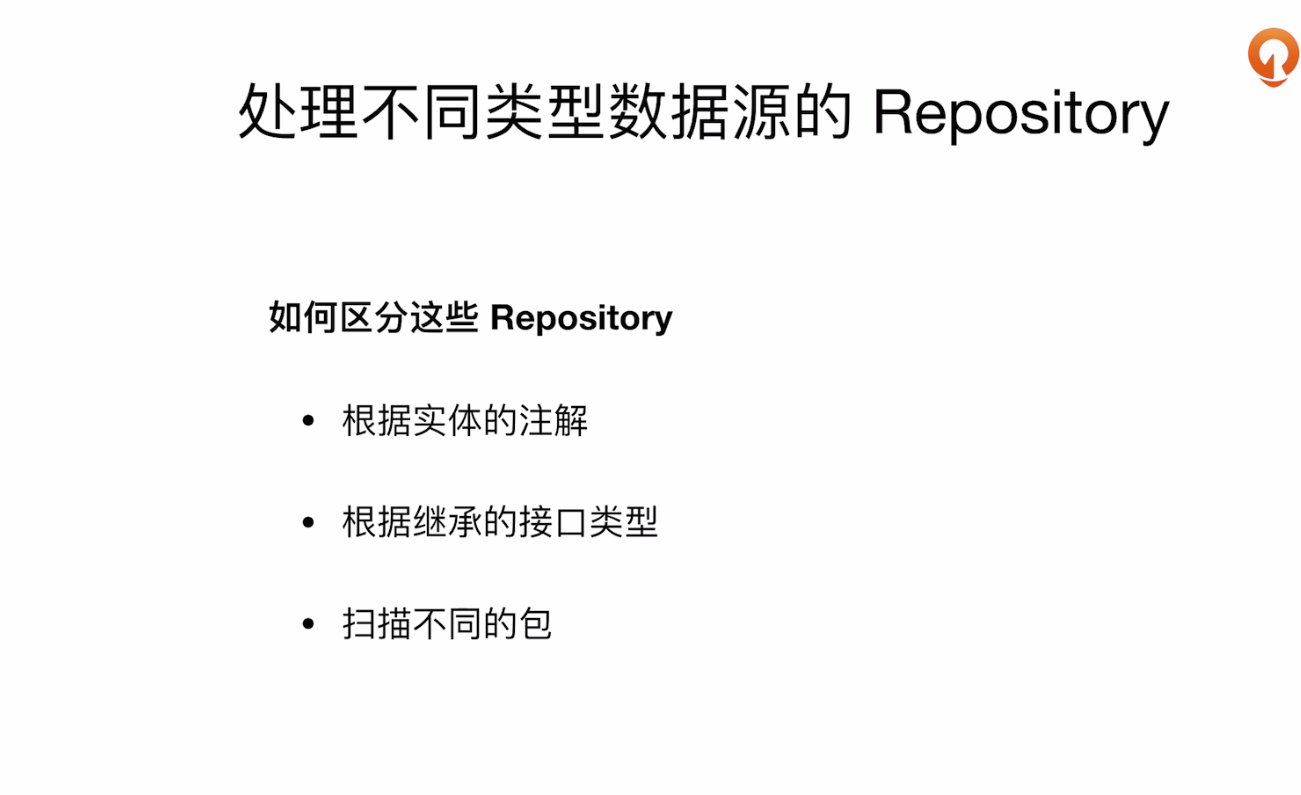 处理不同类型数据源的 Repository
如何区分这些 Repository
• 根据实体的注解
• 根据继承的接口类型
• 扫描不同的包